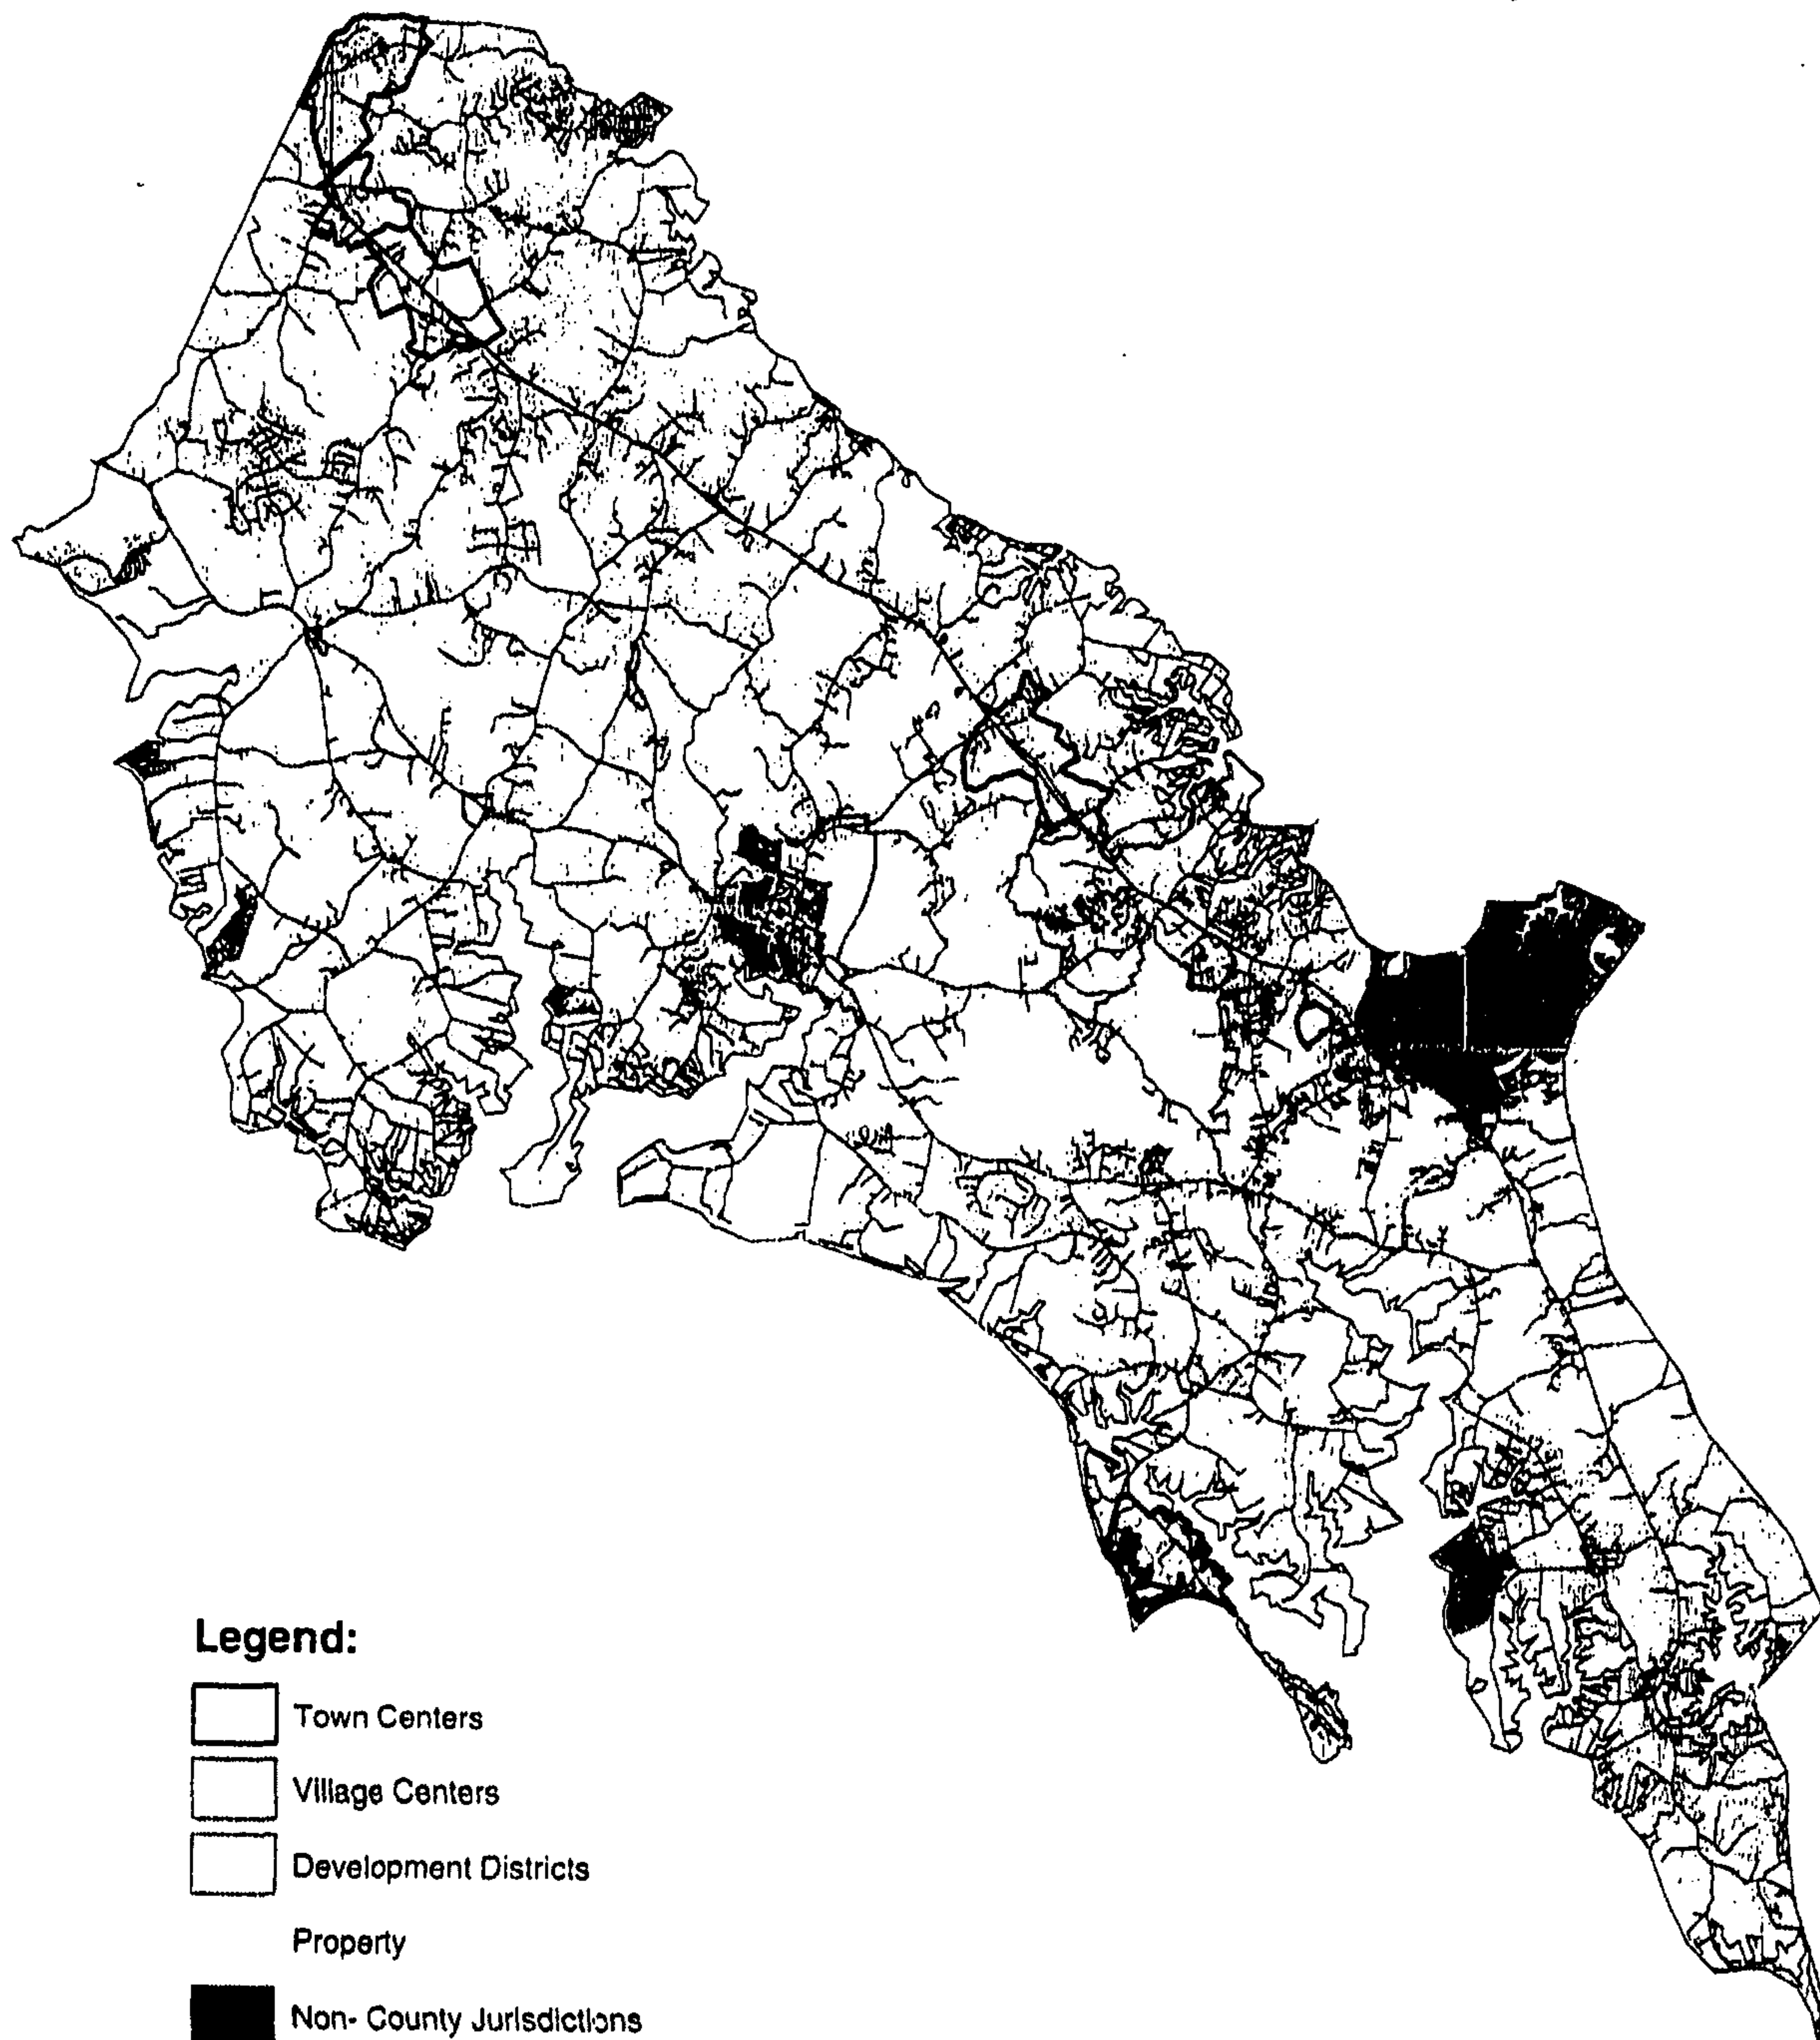 Legend:
Town Centers
Village Centers
Development Districts
Property
Non- County Jurisdictions